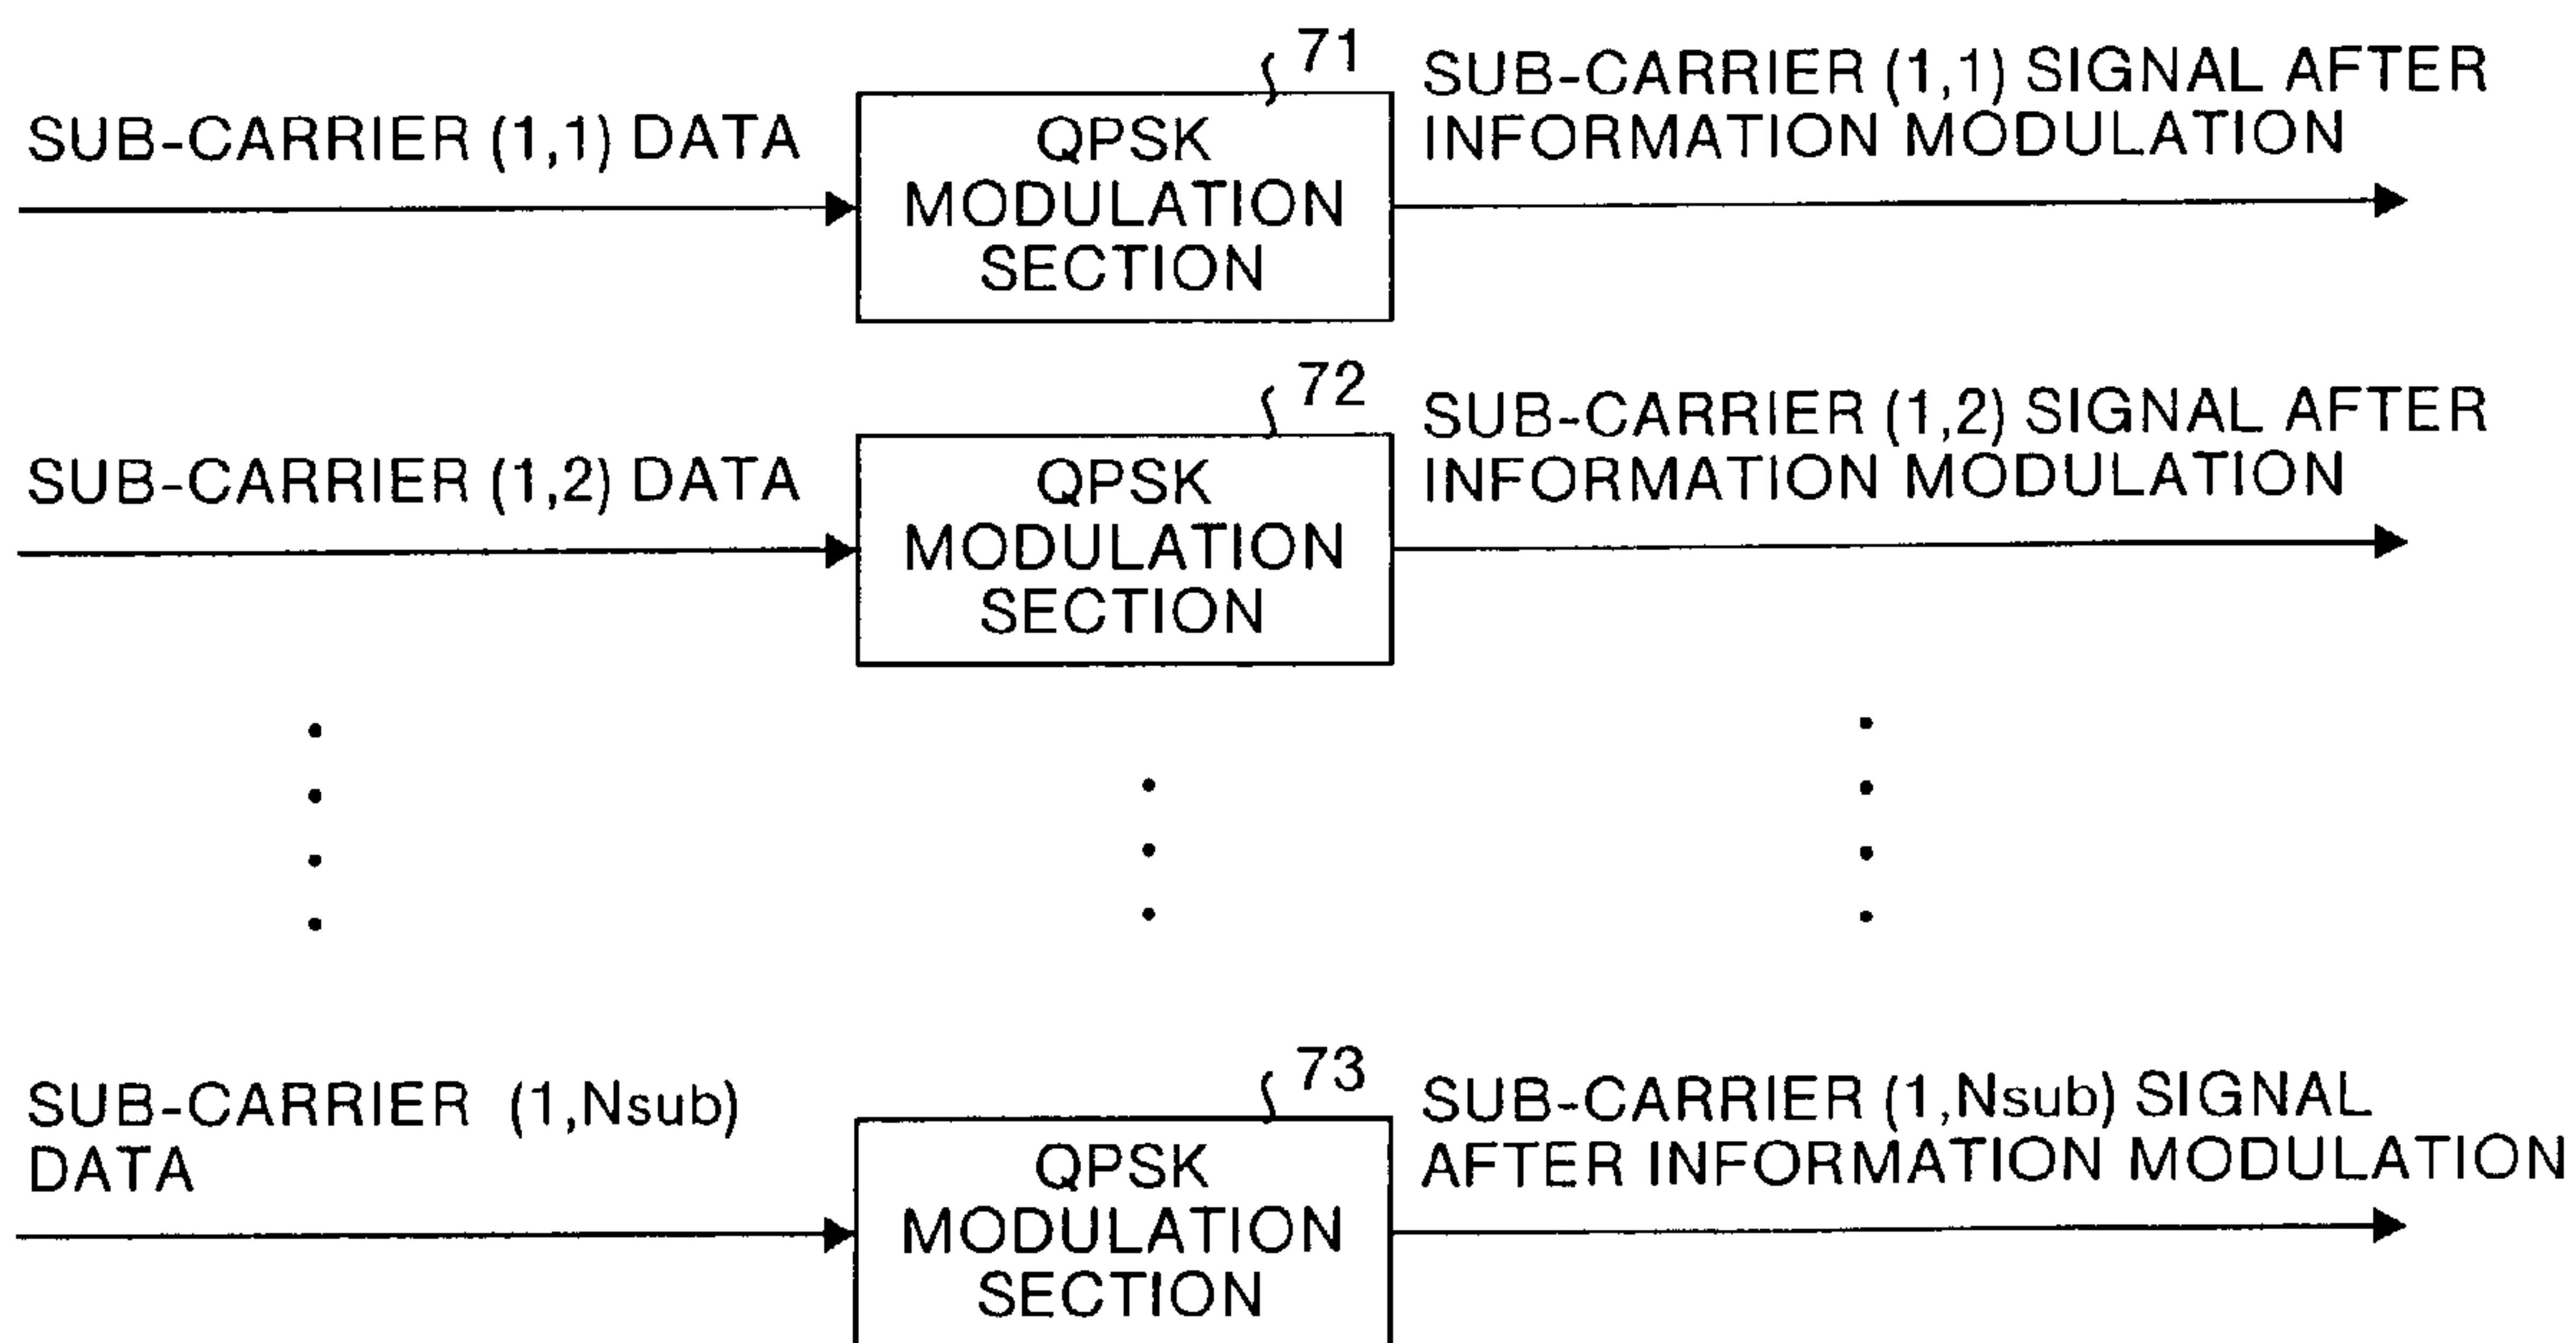 71
SUB-CARRIER (1,1) SIGNAL AFTER
INFORMATION MODULATION
SUB-CARRIER (1,1) DATA
QPSK
MODULATION
SECTION
72
SUB-CARRIER (1,2) SIGNAL AFTER
INFORMATION MODULATION
SUB-CARRIER (1,2) DATA
QPSK
MODULATION
SECTION
73
SUB-CARRIER (1,Nsub) SIGNAL
AFTER INFORMATION MODULATION
SUB-CARRIER (1,Nsub)
DATA
QPSK
MODULATION
SECTION